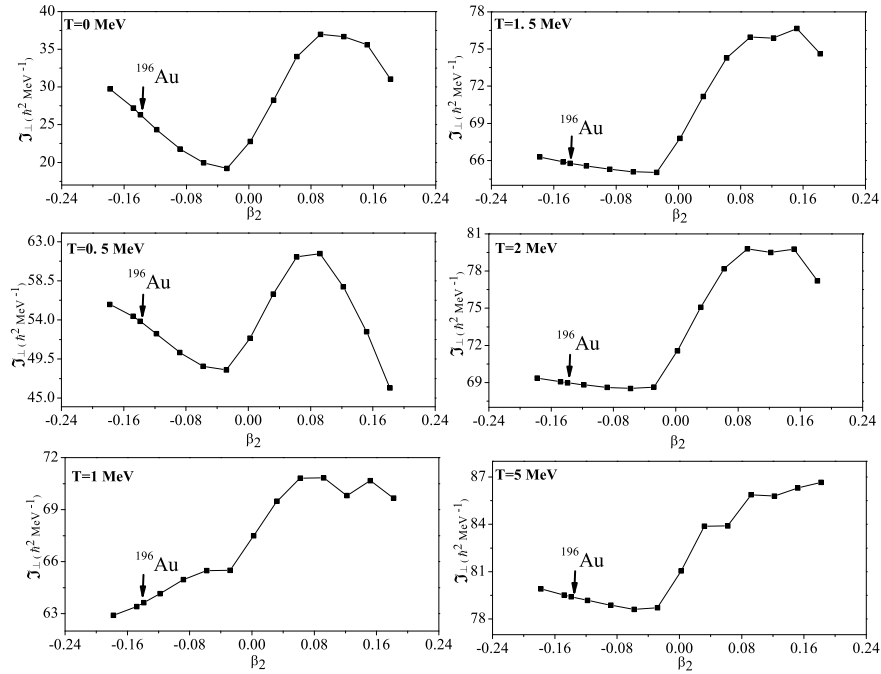 T=0 MeV
196Au
40
35
30
25
20
𝕵⊥(ℏ² MeV⁻¹)
-0.24 -0.16 -0.08 0.00 0.08 0.16 0.24
β₂
T=1. 5 MeV
196Au
78
74
70
66
𝕵⊥(ℏ² MeV⁻¹)
-0.24 -0.16 -0.08 0.00 0.08 0.16 0.24
β₂
T=0. 5 MeV
196Au
63.0
58.5
54.0
49.5
45.0
𝕵⊥(ℏ² MeV⁻¹)
-0.24 -0.16 -0.08 0.00 0.08 0.16 0.24
β₂
T=2 MeV
196Au
81
78
75
72
69
𝕵⊥(ℏ² MeV⁻¹)
-0.24 -0.16 -0.08 0.00 0.08 0.16 0.24
β₂
T=1 MeV
196Au
72
69
66
63
𝕵⊥(ℏ² MeV⁻¹)
-0.24 -0.16 -0.08 0.00 0.08 0.16 0.24
β₂
T=5 MeV
196Au
87
84
81
78
𝕵⊥(ℏ² MeV⁻¹)
-0.24 -0.16 -0.08 0.00 0.08 0.16 0.24
β₂